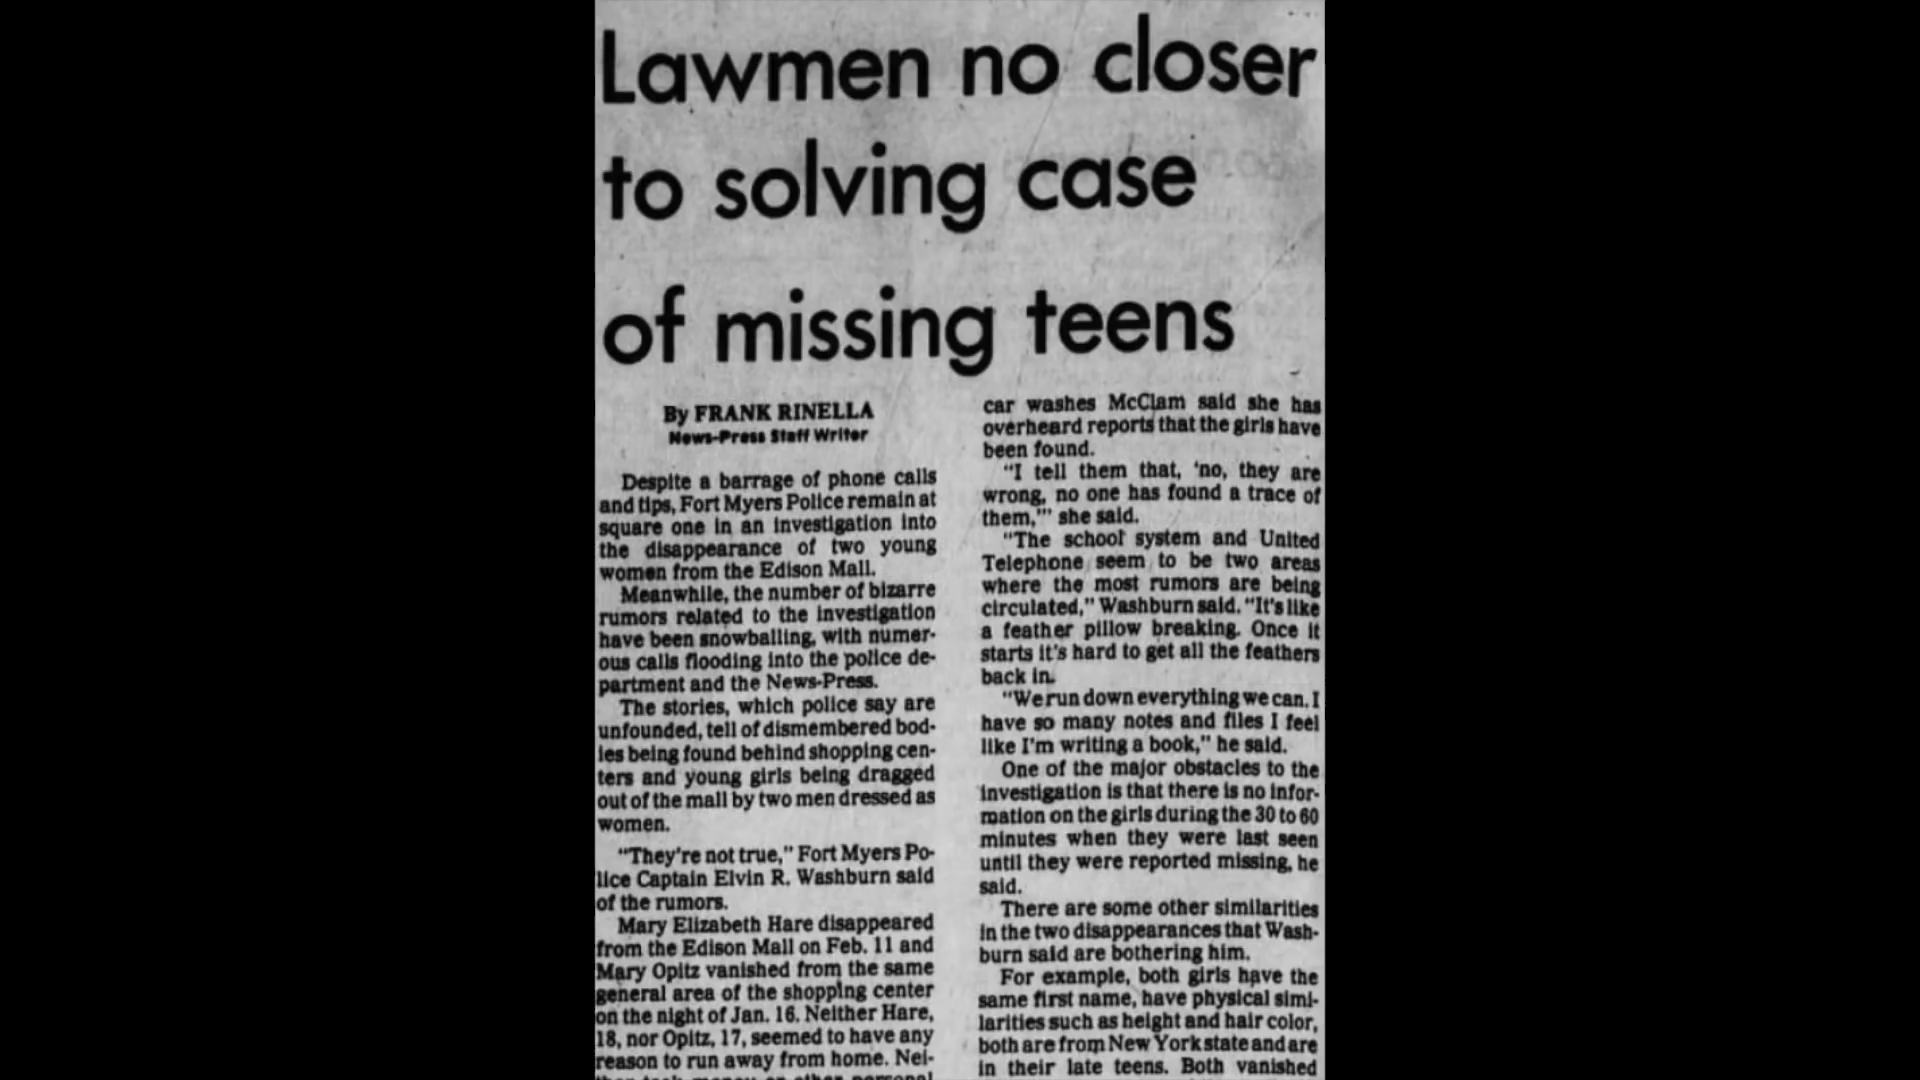 Lawmen no closer
to solving case
of missing teens
By FRANK RINELLA
News-Press Staff Writer
Despite a barrage of phone calls
and tips, Fort Myers Police remain at
square one in an investigation into
the disappearance of two young
women from the Edison Mall.
Meanwhile, the number of bizarre
rumors related to the investigation
have been snowballing, with numer-
ous calls flooding into the police de-
partment and the News-Press.
The stories, which police say are
unfounded, tell of dismembered bod-
ies being found behind shopping cen-
ters and young girls being dragged
out of the mall by two men dressed as
women.
"They're not true," Fort Myers Po-
lice Captain Elvin R. Washburn said
of the rumors.
Mary Elizabeth Hare disappeared
from the Edison Mall on Feb. 11 and
Mary Opitz vanished from the same
general area of the shopping center
on the night of Jan. 16. Neither Hare,
18, nor Opitz, 17, seemed to have any
reason to run away from home. Nei-
car washes McClam said she has
overheard reports that the girls have
been found.
"I tell them that, 'no, they are
wrong, no one has found a trace of
them,'" she said.
"The school system and United
Telephone seem to be two areas
where the most rumors are being
circulated," Washburn said. "It's like
a feather pillow breaking. Once it
starts it's hard to get all the feathers
back in.
"We run down everything we can. I
have so many notes and files I feel
like I'm writing a book," he said.
One of the major obstacles to the
investigation is that there is no infor-
mation on the girls during the 30 to 60
minutes when they were last seen
until they were reported missing, he
said.
There are some other similarities
in the two disappearances that Wash-
burn said are bothering him.
For example, both girls have the
same first name, have physical simi-
larities such as height and hair color,
both are from New York state and are
in their late teens. Both vanished